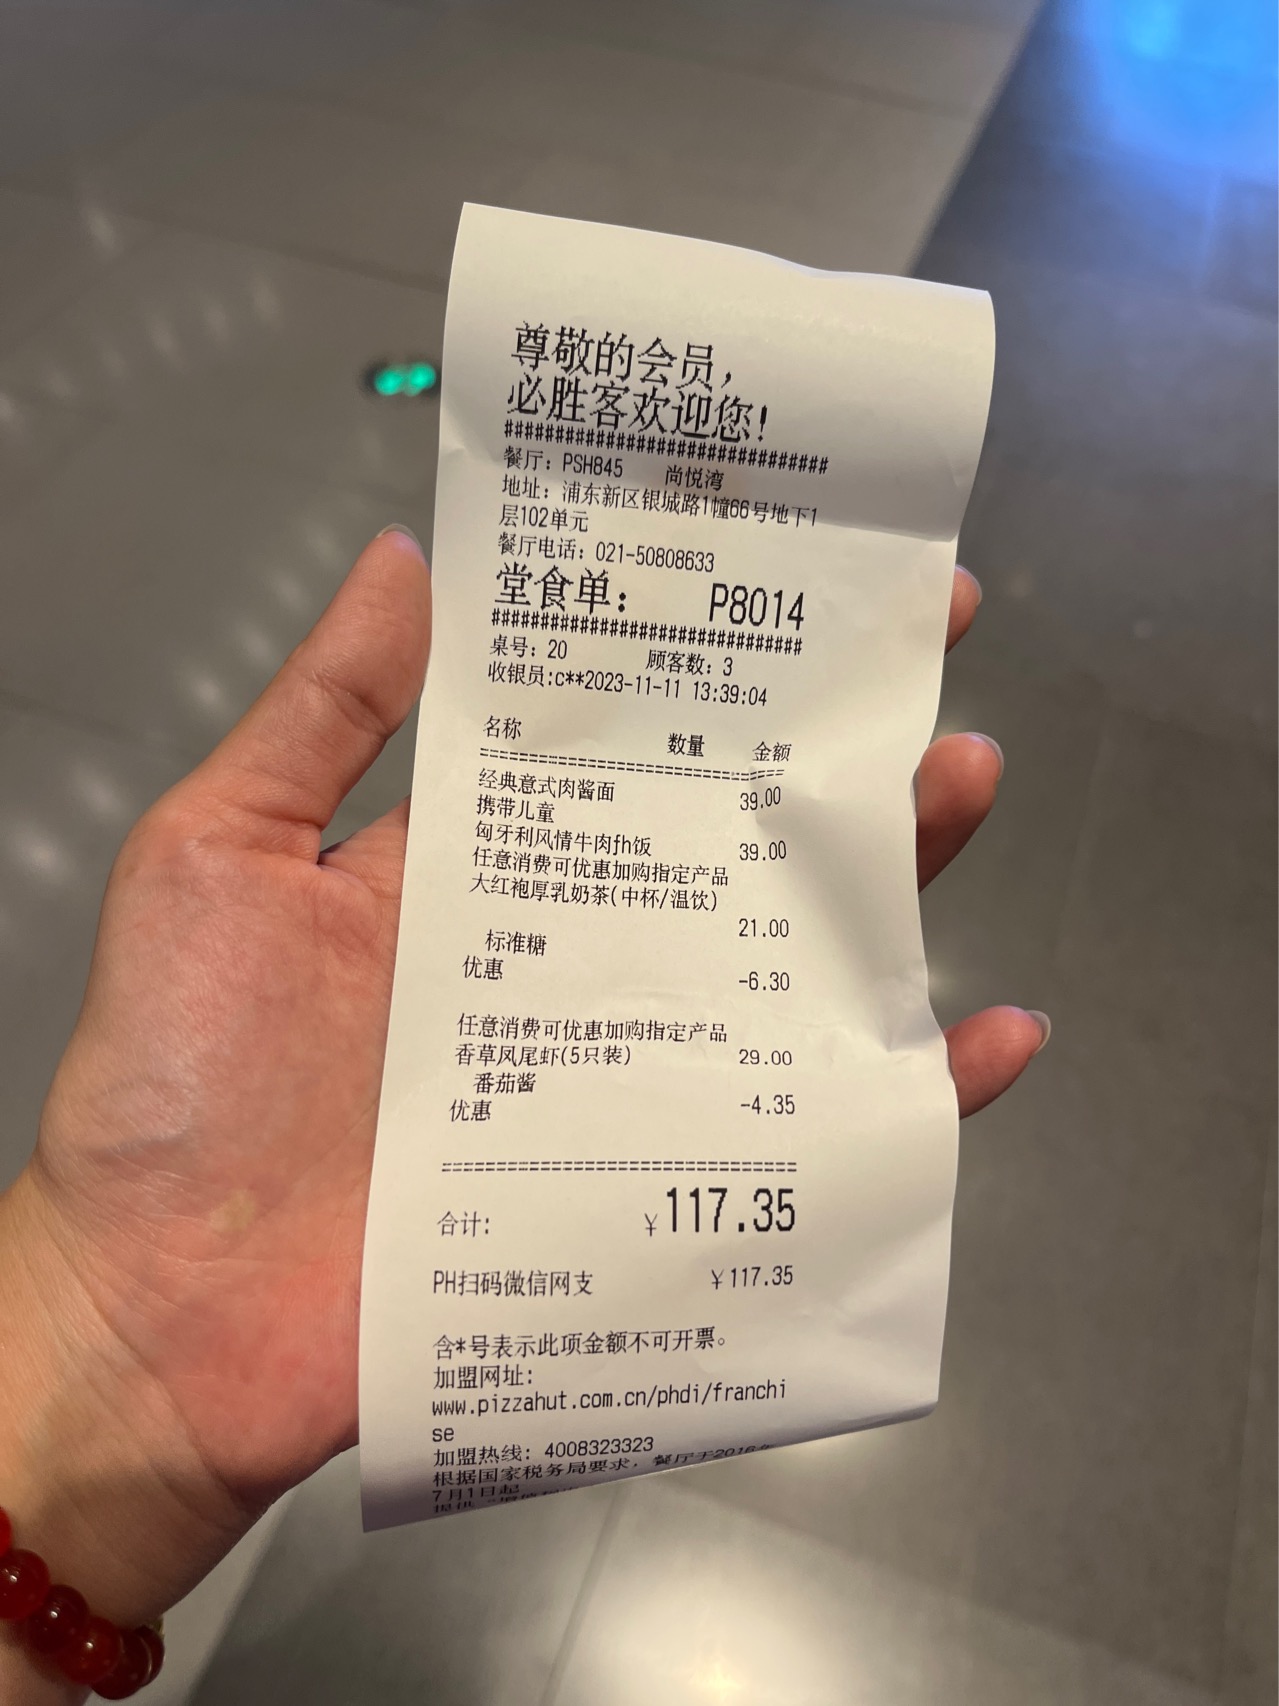 尊敬的会员，
必胜客欢迎您！
################################
餐厅：PSH845 尚悦湾
地址：浦东新区银城路1幢66号地下1
层102单元
餐厅电话：021-50808633
堂食单： P8014
################################
桌号：20 顾客数：3
收银员:c**2023-11-11 13:39:04
名称 数量 金额
================================
经典意式肉酱面 39.00
携带儿童
匈牙利风情牛肉fh饭 39.00
任意消费可优惠加购指定产品
大红袍厚乳奶茶(中杯/温饮)
21.00
标准糖
优惠 -6.30
任意消费可优惠加购指定产品
香草凤尾虾(5只装) 29.00
番茄酱
优惠 -4.35
================================
合计: ￥117.35
PH扫码微信网支 ￥117.35
含*号表示此项金额不可开票。
加盟网址:
www.pizzahut.com.cn/phdi/franchi
se
加盟热线: 4008323323
根据国家税务局要求，餐厅于2016年
7月1日起